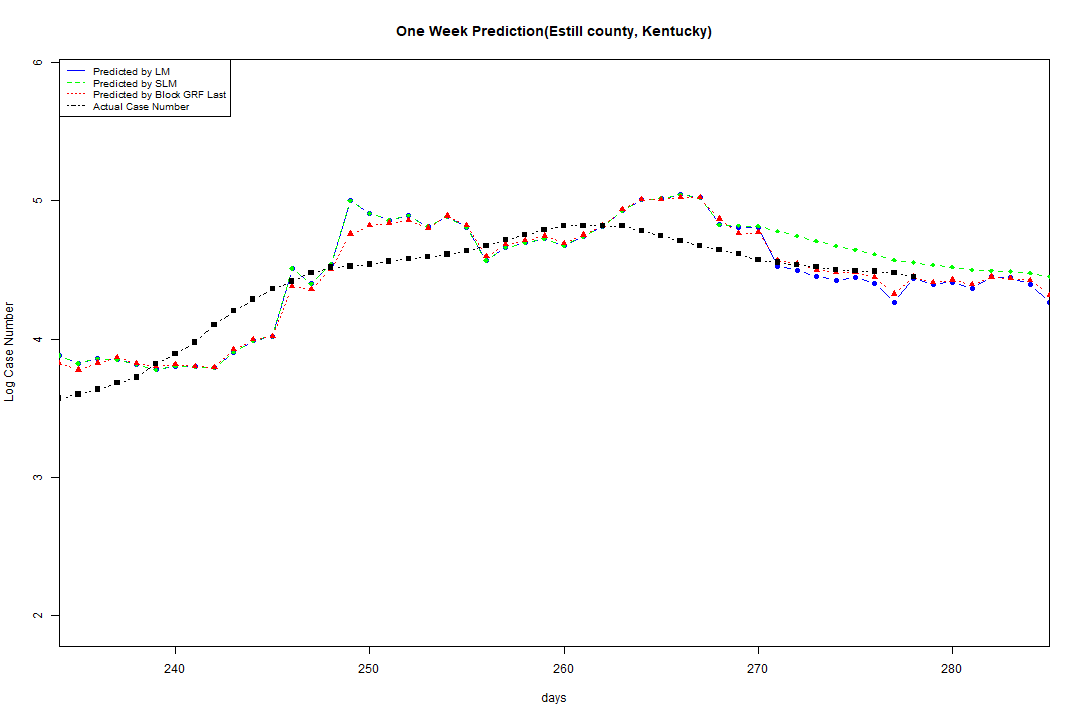 One Week Prediction(Estill county, Kentucky)
Predicted by LM
Predicted by SLM
Predicted by Block GRF Last
Actual Case Number
6
5
4
3
2
Log Case Number
240 250 260 270 280
days